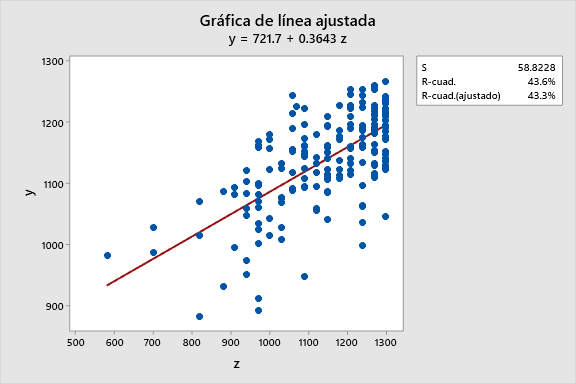 Gráfica de línea ajustada
y = 721.7 + 0.3643 z
S 58.8228
R-cuad. 43.6%
R-cuad.(ajustado) 43.3%
1300
1200
1100
1000
900
y
500 600 700 800 900 1000 1100 1200 1300
z